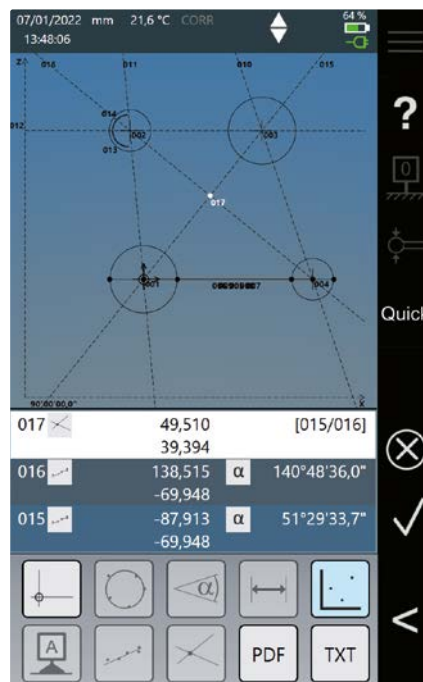 07/01/2022 mm 21,6 °C CORR 64 %
13:48:06
Z 016 011 010 015
014
012 002 003
013
017
001 004
90°00'00,0" X
017 49,510 [015/016]
39,394
016 138,515 α 140°48'36,0"
-69,948
015 -87,913 α 51°29'33,7"
-69,948
α
A PDF TXT
?
0
Quick
<